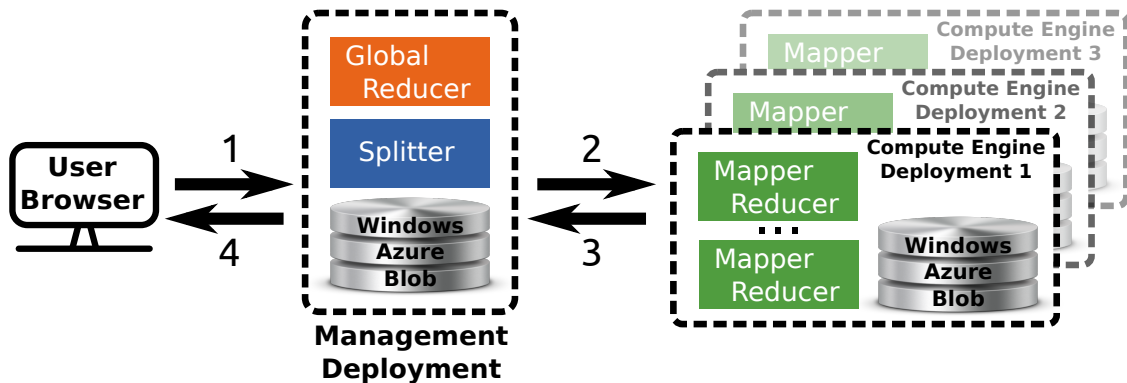 User
Browser
1
4
Global
Reducer
Splitter
Windows
Azure
Blob
Management
Deployment
2
3
Mapper
Compute Engine
Deployment 3
Mapper
Compute Engine
Deployment 2
Compute Engine
Deployment 1
Mapper
Reducer
...
Mapper
Reducer
Windows
Azure
Blob